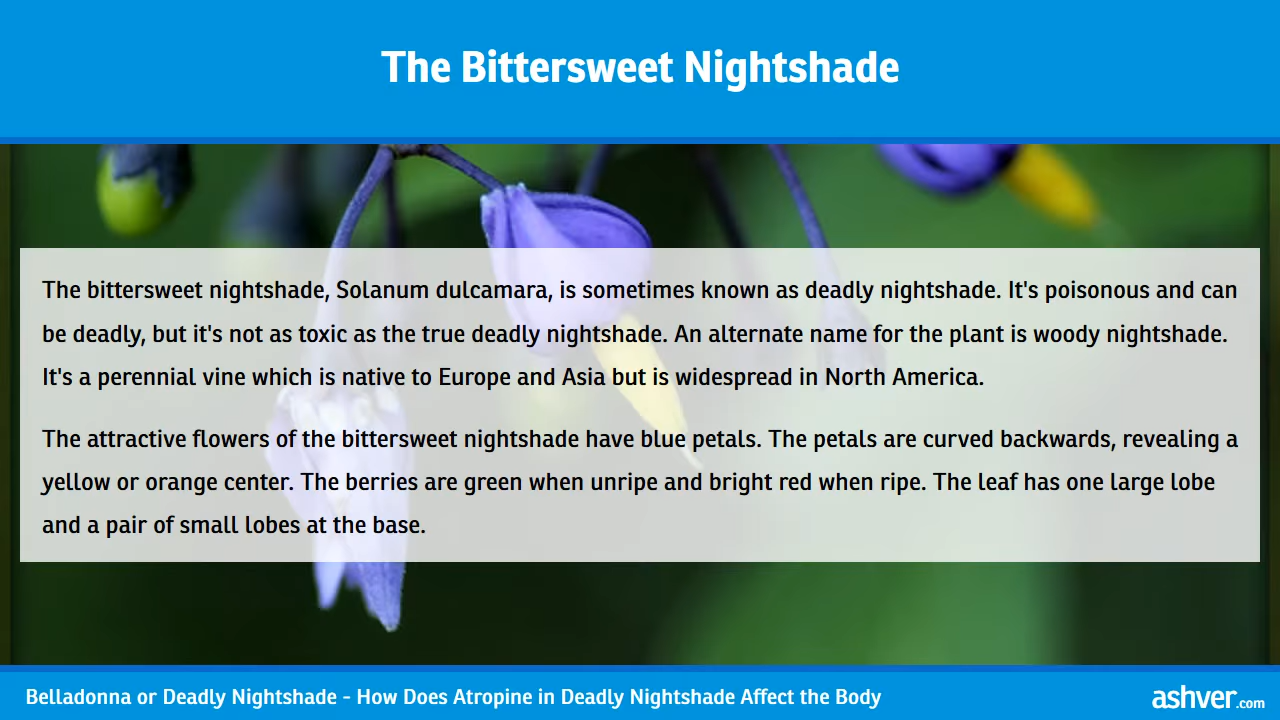 The Bittersweet Nightshade
The bittersweet nightshade, Solanum dulcamara, is sometimes known as deadly nightshade. It's poisonous and can
be deadly, but it's not as toxic as the true deadly nightshade. An alternate name for the plant is woody nightshade.
It's a perennial vine which is native to Europe and Asia but is widespread in North America.
The attractive flowers of the bittersweet nightshade have blue petals. The petals are curved backwards, revealing a
yellow or orange center. The berries are green when unripe and bright red when ripe. The leaf has one large lobe
and a pair of small lobes at the base.
Belladonna or Deadly Nightshade - How Does Atropine in Deadly Nightshade Affect the Body
ashver.com